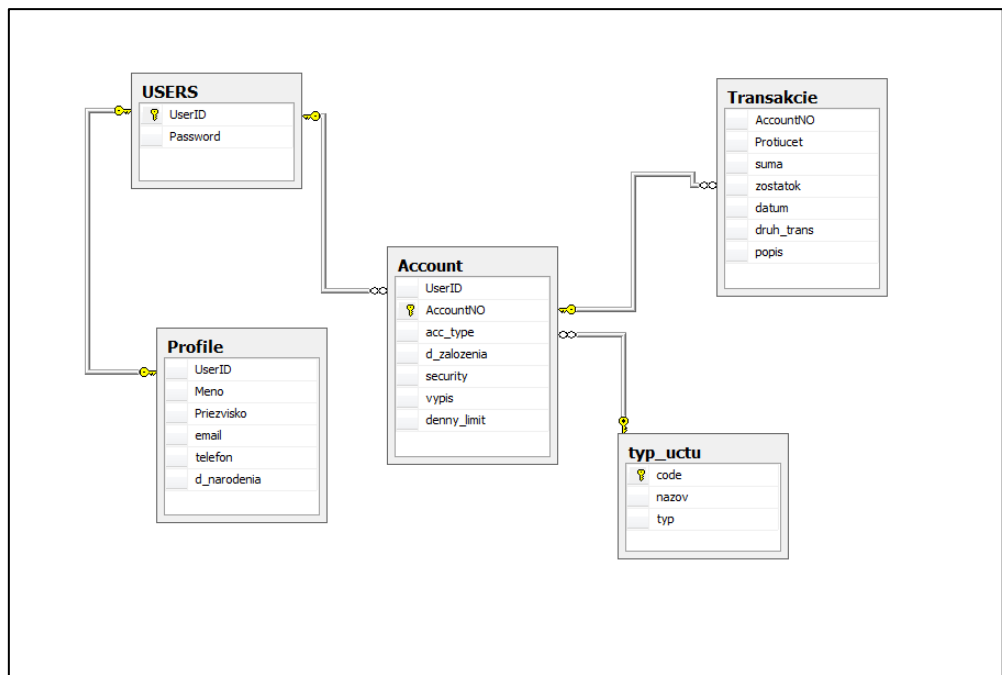 USERS
UserID
Password
Transakcie
AccountNO
Protiucet
suma
zostatok
datum
druh_trans
popis
Account
UserID
AccountNO
acc_type
d_zalozenia
security
vypis
denny_limit
Profile
UserID
Meno
Priezvisko
email
telefon
d_narodenia
typ_uctu
code
nazov
typ